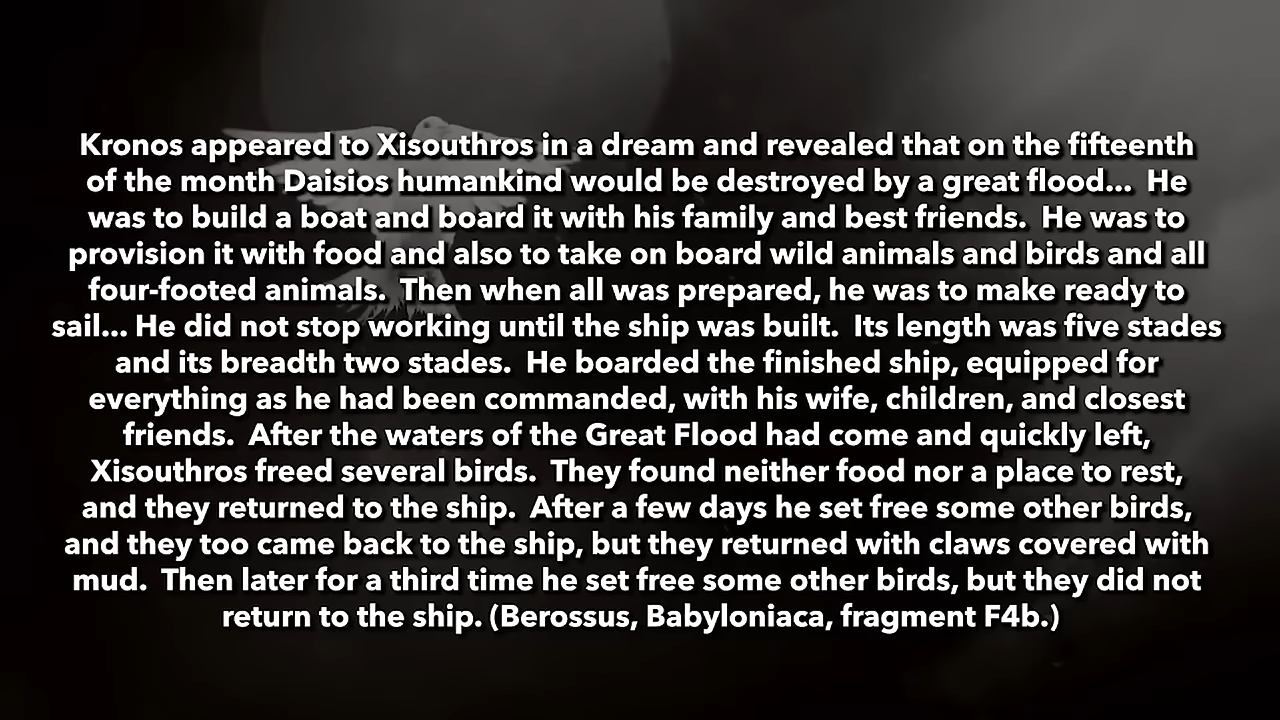 Kronos appeared to Xisouthros in a dream and revealed that on the fifteenth
of the month Daisios humankind would be destroyed by a great flood...  He
was to build a boat and board it with his family and best friends.  He was to
provision it with food and also to take on board wild animals and birds and all
four-footed animals.  Then when all was prepared, he was to make ready to
sail... He did not stop working until the ship was built.  Its length was five stades
and its breadth two stades.  He boarded the finished ship, equipped for
everything as he had been commanded, with his wife, children, and closest
friends.  After the waters of the Great Flood had come and quickly left,
Xisouthros freed several birds.  They found neither food nor a place to rest,
and they returned to the ship.  After a few days he set free some other birds,
and they too came back to the ship, but they returned with claws covered with
mud.  Then later for a third time he set free some other birds, but they did not
return to the ship. (Berossus, Babyloniaca, fragment F4b.)